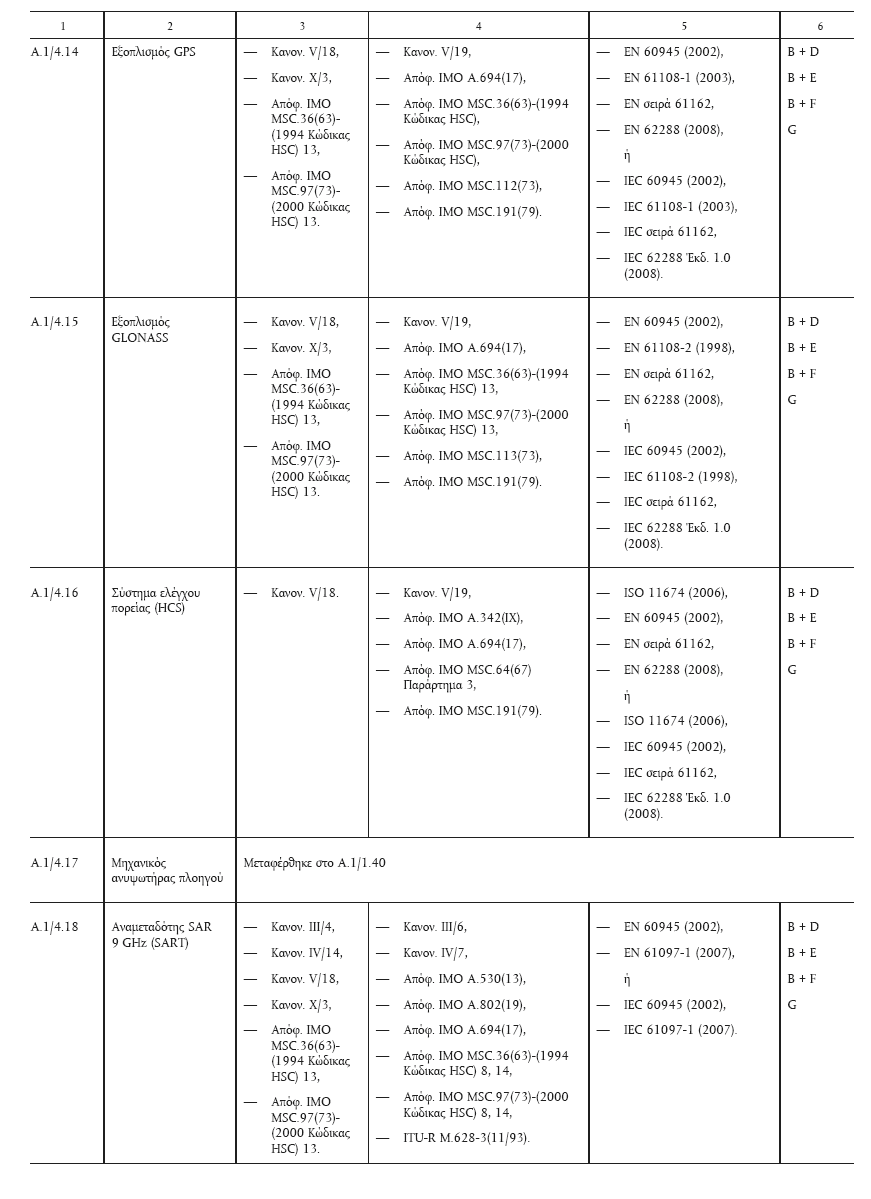 1 2 3 4 5 6
A.1/4.14
Εξοπλισμός GPS
— Κανον. V/18,
— Κανον. X/3,
— Απόφ. IMO
MSC.36(63)-
(1994 Κώδικας
HSC) 13,
— Απόφ. IMO
MSC.97(73)-
(2000 Κώδικας
HSC) 13.
— Κανον. V/19,
— Απόφ. IMO A.694(17),
— Απόφ. IMO MSC.36(63)-(1994
Κώδικας HSC),
— Απόφ. IMO MSC.97(73)-(2000
Κώδικας HSC),
— Απόφ. IMO MSC.112(73),
— Απόφ. IMO MSC.191(79).
— EN 60945 (2002),
— EN 61108-1 (2003),
— EN σειρά 61162,
— EN 62288 (2008),
ή
— IEC 60945 (2002),
— IEC 61108-1 (2003),
— IEC σειρά 61162,
— IEC 62288 Έκδ. 1.0
(2008).
B + D
B + E
B + F
G
A.1/4.15
Εξοπλισμός
GLONASS
— Κανον. V/18,
— Κανον. X/3,
— Απόφ. IMO
MSC.36(63)-
(1994 Κώδικας
HSC) 13,
— Απόφ. IMO
MSC.97(73)-
(2000 Κώδικας
HSC) 13.
— Κανον. V/19,
— Απόφ. IMO A.694(17),
— Απόφ. IMO MSC.36(63)-(1994
Κώδικας HSC) 13,
— Απόφ. IMO MSC.97(73)-(2000
Κώδικας HSC) 13,
— Απόφ. IMO MSC.113(73),
— Απόφ. IMO MSC.191(79).
— EN 60945 (2002),
— EN 61108-2 (1998),
— EN σειρά 61162,
— EN 62288 (2008),
ή
— IEC 60945 (2002),
— IEC 61108-2 (1998),
— IEC σειρά 61162,
— IEC 62288 Έκδ. 1.0
(2008).
B + D
B + E
B + F
G
A.1/4.16
Σύστημα ελέγχου
πορείας (HCS)
— Κανον. V/18.
— Κανον. V/19,
— Απόφ. IMO A.342(IX),
— Απόφ. IMO A.694(17),
— Απόφ. IMO MSC.64(67)
Παράρτημα 3,
— Απόφ. IMO MSC.191(79).
— ISO 11674 (2006),
— EN 60945 (2002),
— EN σειρά 61162,
— EN 62288 (2008),
ή
— ISO 11674 (2006),
— IEC 60945 (2002),
— IEC σειρά 61162,
— IEC 62288 Έκδ. 1.0
(2008).
B + D
B + E
B + F
G
A.1/4.17
Μηχανικός
ανυψωτήρας πλοηγού
Μεταφέρθηκε στο A.1/1.40
A.1/4.18
Αναμεταδότης SAR
9 GHz (SART)
— Κανον. III/4,
— Κανον. IV/14,
— Κανον. V/18,
— Κανον. X/3,
— Απόφ. IMO
MSC.36(63)-
(1994 Κώδικας
HSC) 13,
— Απόφ. IMO
MSC.97(73)-
(2000 Κώδικας
HSC) 13.
— Κανον. III/6,
— Κανον. IV/7,
— Απόφ. IMO A.530(13),
— Απόφ. IMO A.802(19),
— Απόφ. IMO A.694(17),
— Απόφ. IMO MSC.36(63)-(1994
Κώδικας HSC) 8, 14,
— Απόφ. IMO MSC.97(73)-(2000
Κώδικας HSC) 8, 14,
— ITU-R M.628-3(11/93).
— EN 60945 (2002),
— EN 61097-1 (2007),
ή
— IEC 60945 (2002),
— IEC 61097-1 (2007).
B + D
B + E
B + F
G